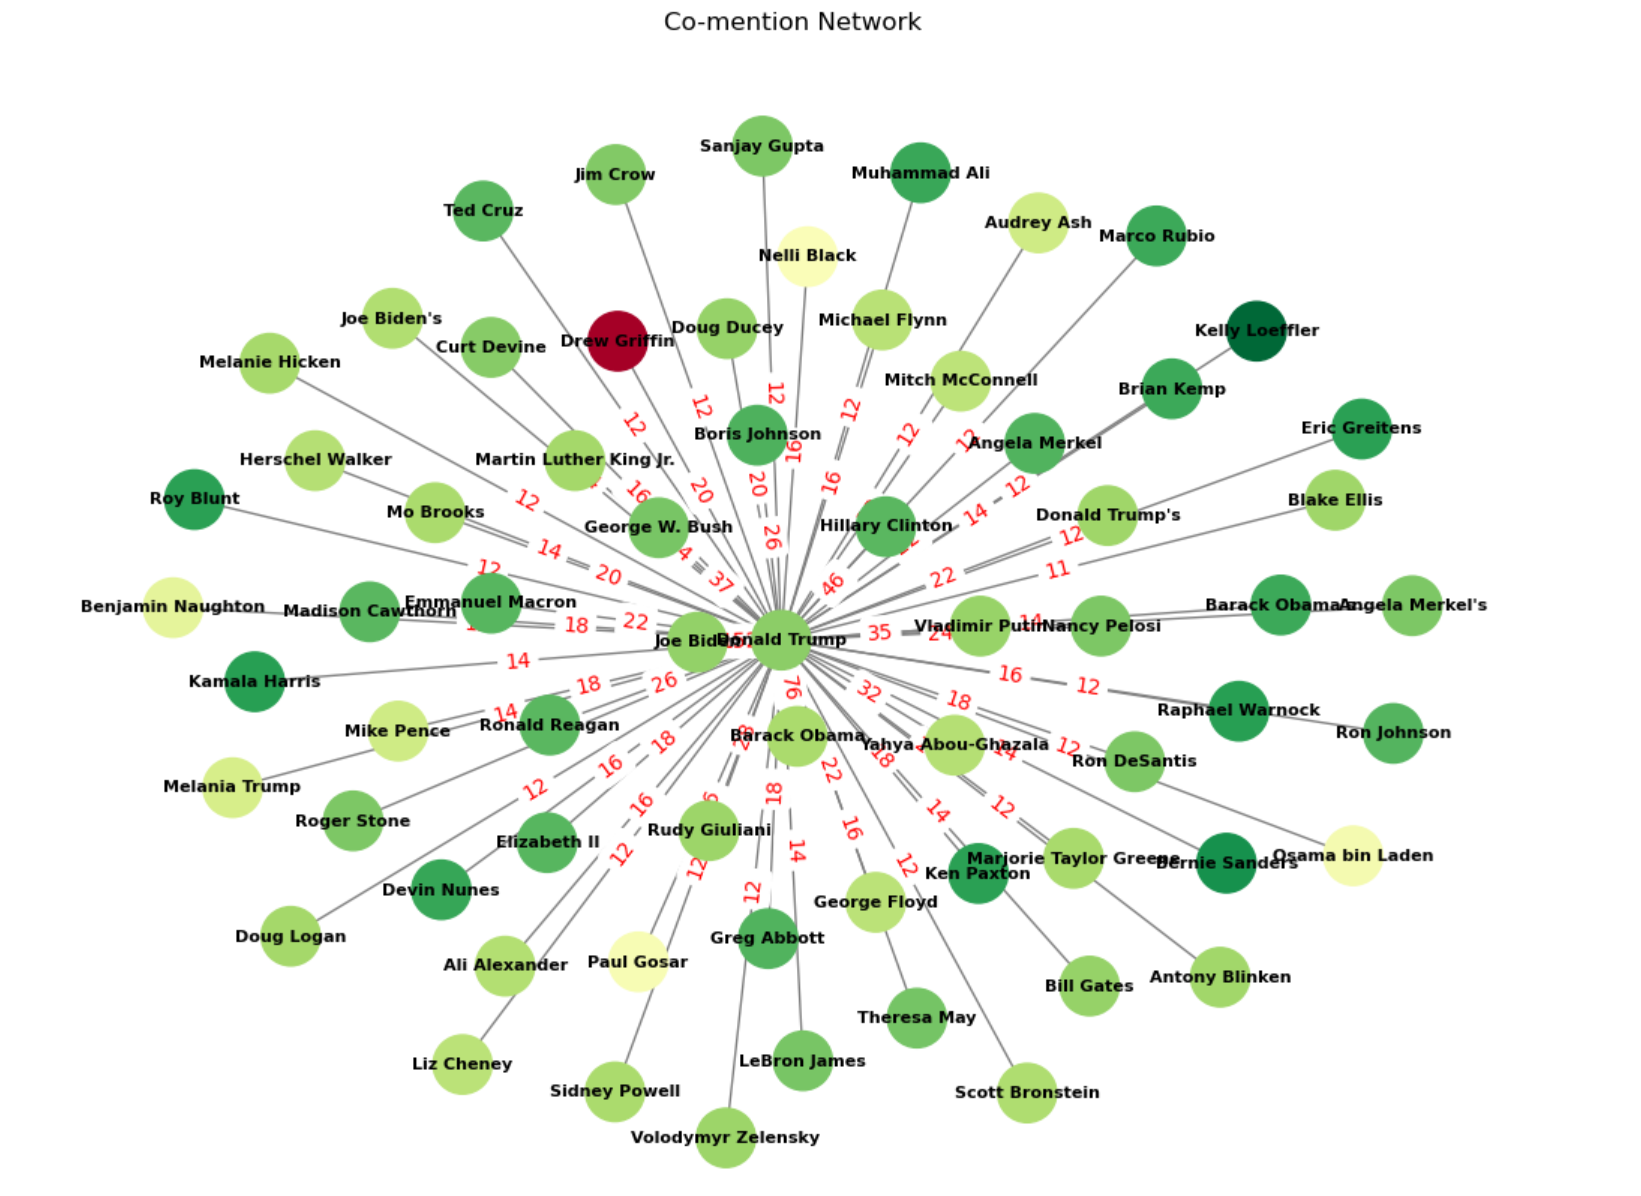 Co-mention Network
Sanjay Gupta
Jim Crow
Muhammad Ali
Ted Cruz
Audrey Ash
Marco Rubio
Nelli Black
Joe Biden's
Michael Flynn
Doug Ducey
Kelly Loeffler
Drew Griffin
Curt Devine
Melanie Hicken
Mitch McConnell
Brian Kemp
12
12
12
12
12
12
Eric Greitens
Boris Johnson
Angela Merkel
19
Herschel Walker
Martin Luther King Jr.
16
20
20
16
12
Roy Blunt
12
Blake Ellis
Mo Brooks
14
Donald Trump's
George W. Bush
Hillary Clinton
26
12
14
4
12
11
20
37
46
22
Emmanuel Macron
Benjamin Naughton
Madison Cawthorn
Barack Obama's
Angela Merkel's
18
22
35
24
14
Vladimir Putin
Nancy Pelosi
Joe Biden
Donald Trump
14
16
Kamala Harris
18
26
76
32
12
18
14
Raphael Warnock
Ronald Reagan
Mike Pence
Ron Johnson
Barack Obama
28
18
Yahya Abou-Ghazala
12
14
18
Ron DeSantis
16
22
Melania Trump
12
16
18
6
12
14
Roger Stone
16
Rudy Giuliani
Elizabeth II
12
14
12
Marjorie Taylor Greene
Osama bin Laden
Bernie Sanders
12
Ken Paxton
Devin Nunes
12
George Floyd
Doug Logan
Greg Abbott
Paul Gosar
Ali Alexander
Antony Blinken
Bill Gates
Theresa May
LeBron James
Liz Cheney
Sidney Powell
Scott Bronstein
Volodymyr Zelensky